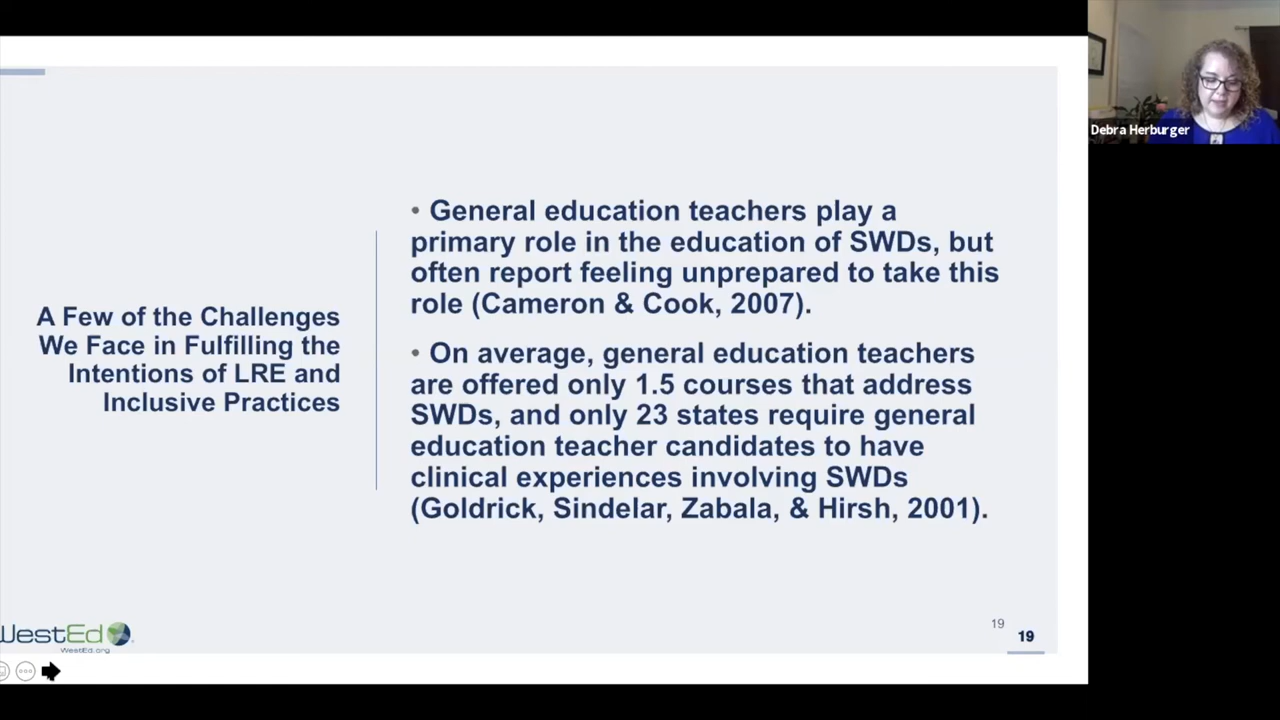 A Few of the Challenges
We Face in Fulfilling the
Intentions of LRE and
Inclusive Practices
• General education teachers play a
primary role in the education of SWDs, but
often report feeling unprepared to take this
role (Cameron & Cook, 2007).
• On average, general education teachers
are offered only 1.5 courses that address
SWDs, and only 23 states require general
education teacher candidates to have
clinical experiences involving SWDs
(Goldrick, Sindelar, Zabala, & Hirsh, 2001).
Debra Herburger
WestEd
WestEd.org
19
19